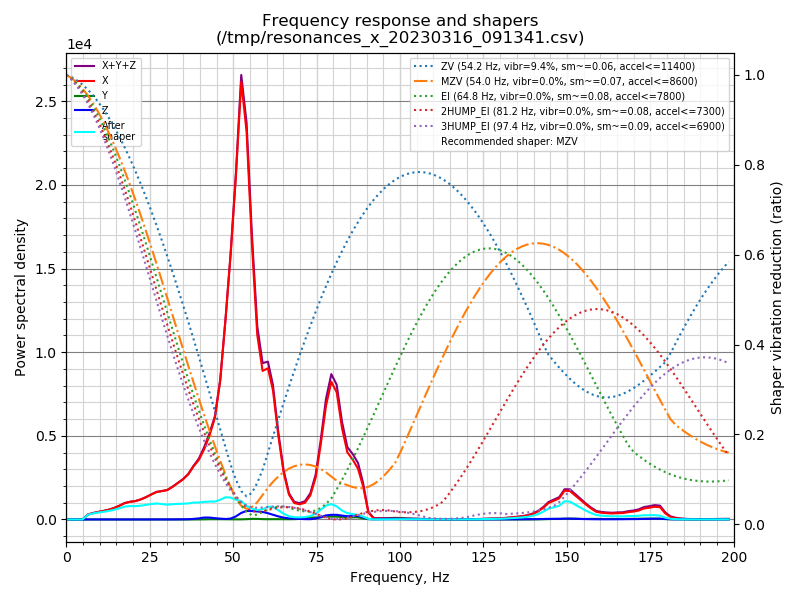 Frequency response and shapers
(/tmp/resonances_x_20230316_091341.csv)
1e4
X+Y+Z
X
Y
Z
After
shaper
ZV (54.2 Hz, vibr=9.4%, sm~=0.06, accel<=11400)
MZV (54.0 Hz, vibr=0.0%, sm~=0.07, accel<=8600)
EI (64.8 Hz, vibr=0.0%, sm~=0.08, accel<=7800)
2HUMP_EI (81.2 Hz, vibr=0.0%, sm~=0.08, accel<=7300)
3HUMP_EI (97.4 Hz, vibr=0.0%, sm~=0.09, accel<=6900)
Recommended shaper: MZV
Power spectral density
2.5
2.0
1.5
1.0
0.5
0.0
1.0
0.8
0.6
0.4
0.2
0.0
Shaper vibration reduction (ratio)
0 25 50 75 100 125 150 175 200
Frequency, Hz